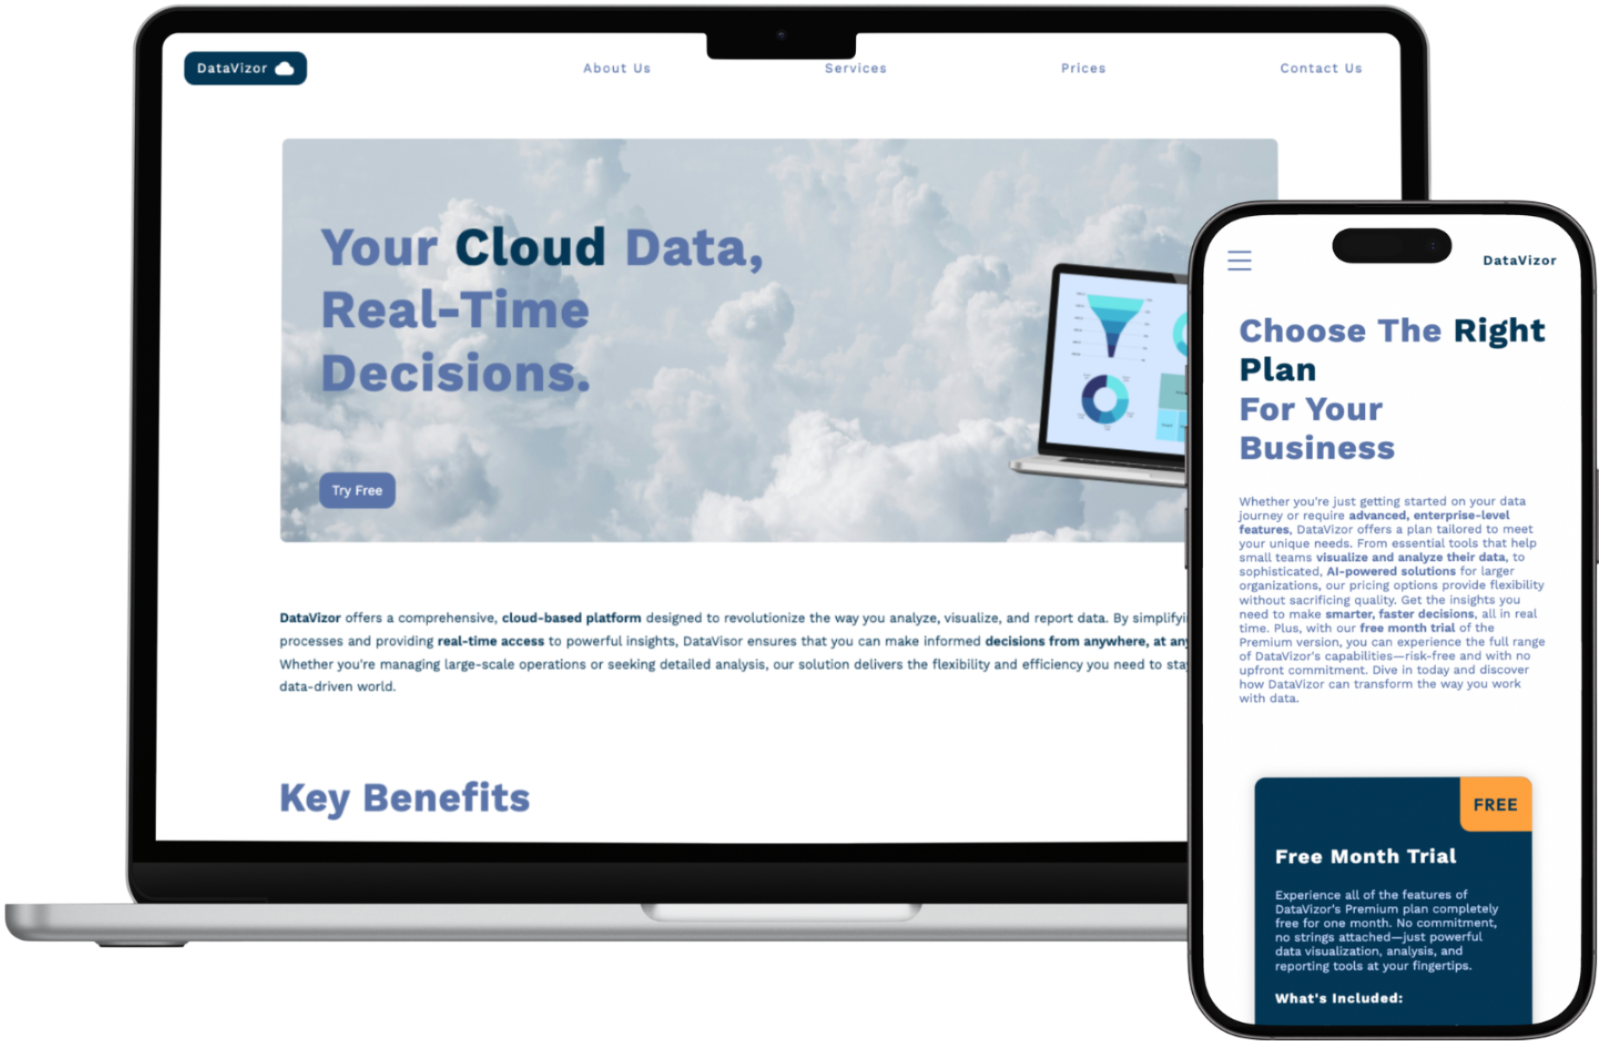 DataVizor
About Us
Services
Prices
Contact Us
Your Cloud Data,
Real-Time
Decisions.
Try Free
DataVizor offers a comprehensive, cloud-based platform designed to revolutionize the way you analyze, visualize, and report data. By
processes and providing real-time access to powerful insights, DataVisor ensures that you can make informed decisions from anywhere, at
Whether you're managing large-scale operations or seeking detailed analysis, our solution delivers the flexibility and efficiency you need to
data-driven world.
Key Benefits
DataVizor
Choose The Right
Plan
For Your
Business
Whether you're just getting started on your data
journey or require advanced, enterprise-level
features, DataVizor offers a plan tailored to meet
your unique needs. From essential tools that help
small teams visualize and analyze their data, to
sophisticated, AI-powered solutions for larger
organizations, our pricing options provide flexibility
without sacrificing quality. Get the insights you
need to make smarter, faster decisions, all in real
time. Plus, with our free month trial of the
Premium version, you can experience the full range
of DataVizor's capabilities—risk-free and with no
upfront commitment. Dive in today and discover
how DataVizor can transform the way you work
with data.
FREE
Free Month Trial
Experience all of the features of
DataVizor's Premium plan completely
free for one month. No commitment,
no strings attached—just powerful
data visualization, analysis, and
reporting tools at your fingertips.
What's Included: